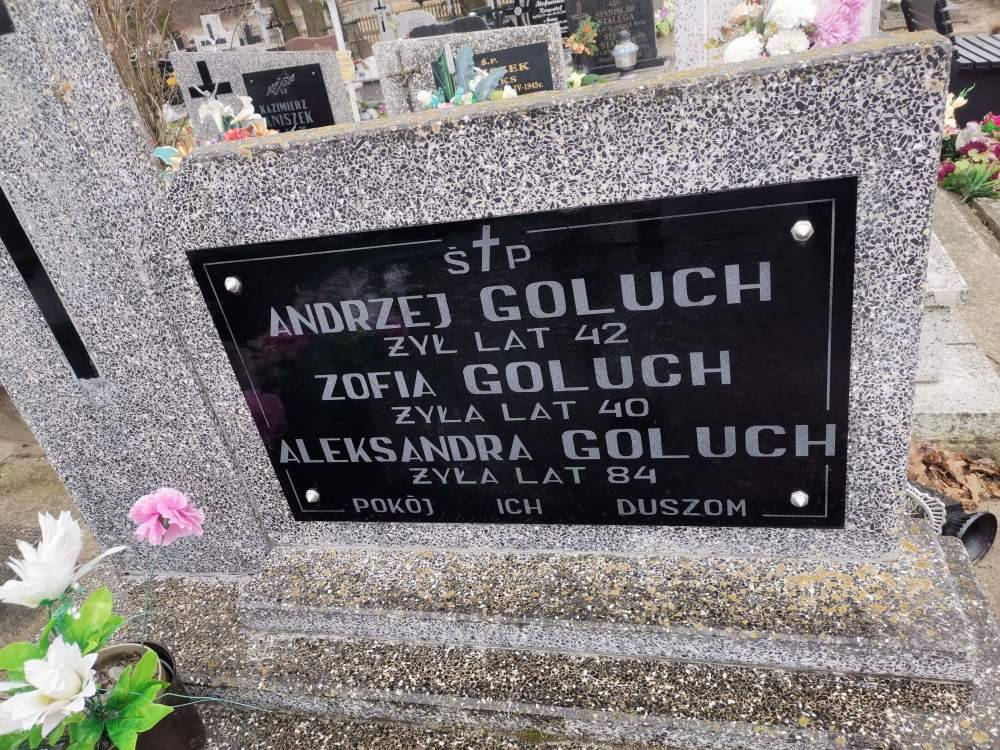 Ś † P
ANDRZEJ GOLUCH
ŻYŁ LAT 42
ZOFIA GOLUCH
ŻYŁA LAT 40
ALEKSANDRA GOLUCH
ŻYŁA LAT 84
POKÓJ ICH DUSZOM
KAZIMIERZ
ANISZEK
Ś.P.